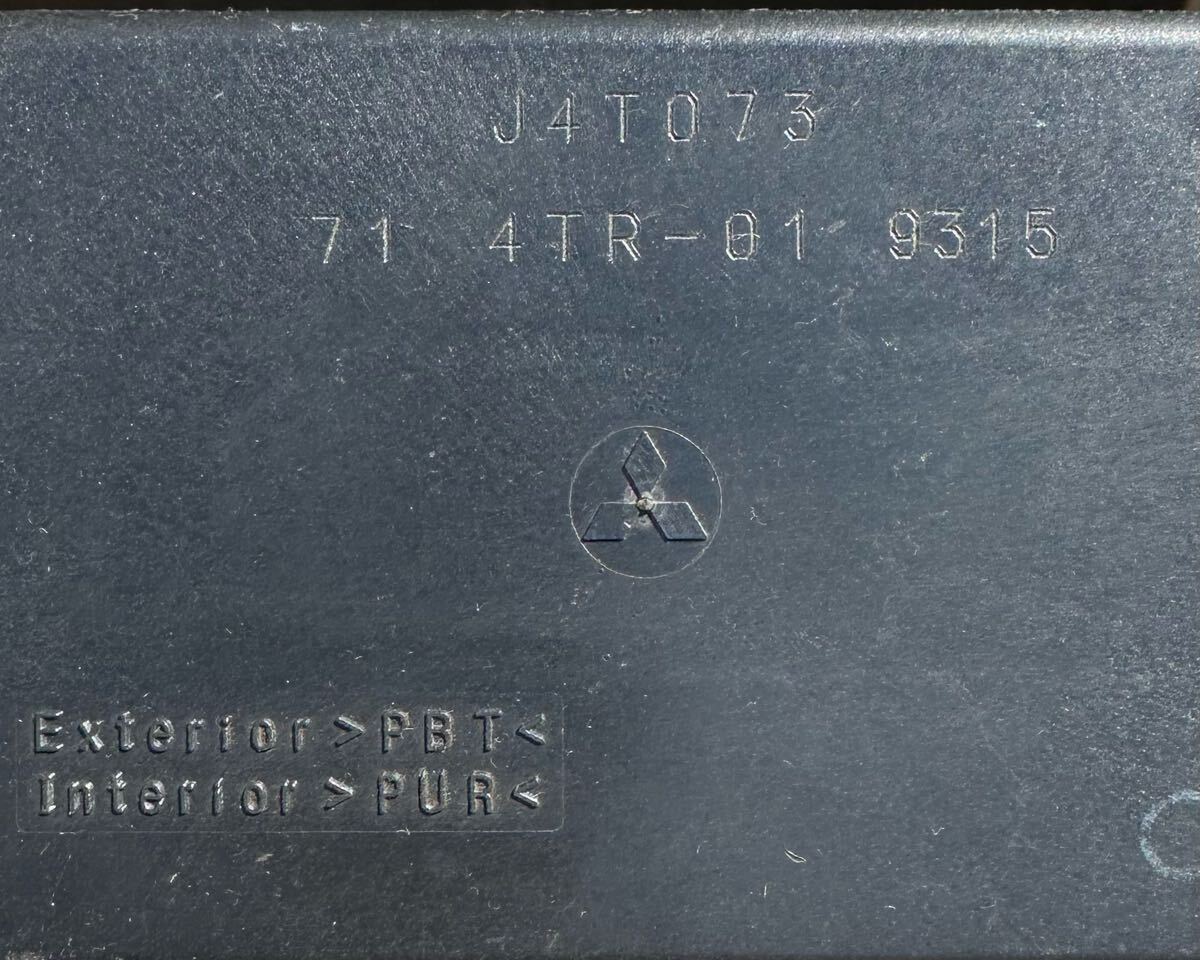 J4T073
71 4TR-01 9315
Exterior>PBT<
Interior>PUR<